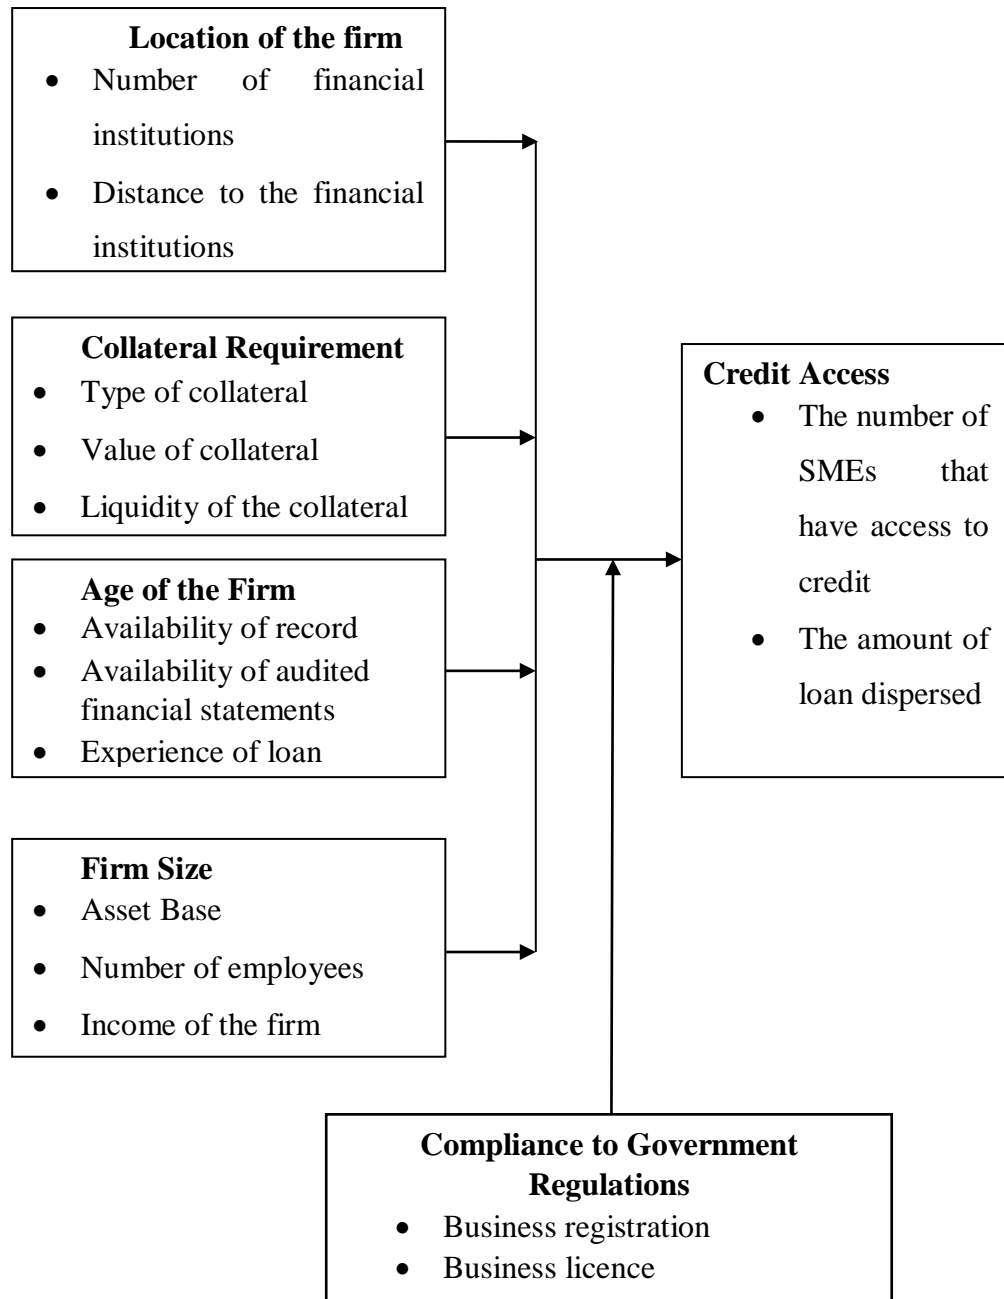 Location of the firm
• Number of financial
institutions
• Distance to the financial
institutions
Collateral Requirement
• Type of collateral
• Value of collateral
• Liquidity of the collateral
Age of the Firm
• Availability of record
• Availability of audited
financial statements
• Experience of loan
Firm Size
• Asset Base
• Number of employees
• Income of the firm
Credit Access
• The number of
SMEs that
have access to
credit
• The amount of
loan dispersed
Compliance to Government
Regulations
• Business registration
• Business licence